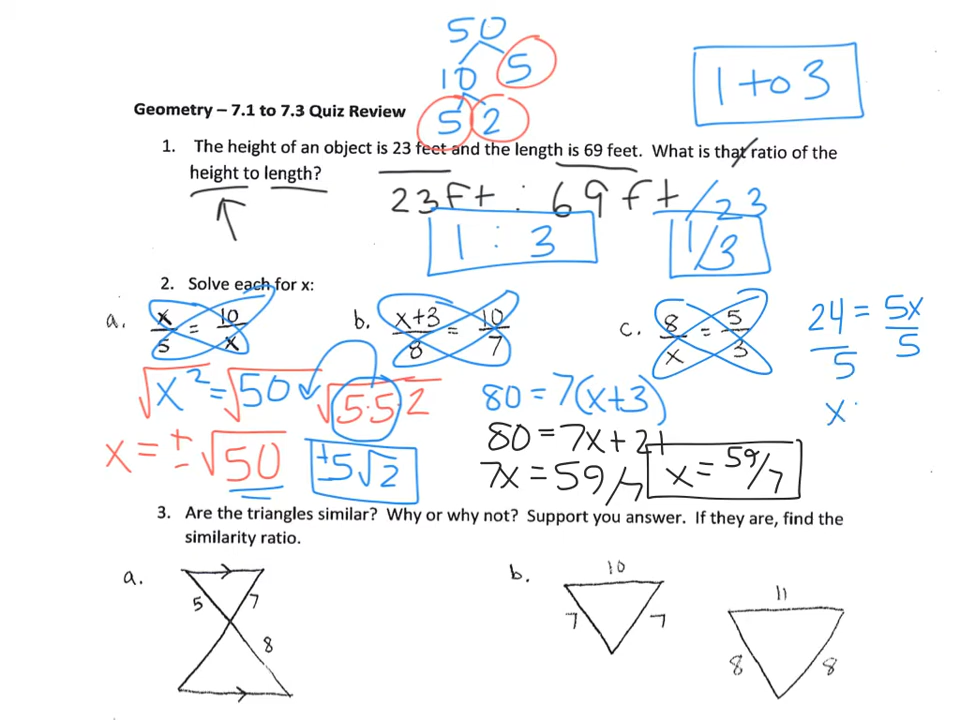 50
10 5
5 2
1 to 3
Geometry – 7.1 to 7.3 Quiz Review
1. The height of an object is 23 feet and the length is 69 feet. What is that ratio of the
height to length?
23ft : 69ft /23
1 : 3
1/3
2. Solve each for x:
a. x/5 = 10/x
b. x+3/8 = 10/7
c. 8/x = 5/3
24/5 = 5x/5
x
√x² = √50 √5·5·2
80 = 7(x+3)
80 = 7x + 21
x = ±√50 ±5√2
7x = 59/7 x = 59/7
3. Are the triangles similar? Why or why not? Support you answer. If they are, find the
similarity ratio.
a.
5 7
8
b.
10
7 7
11
8 8